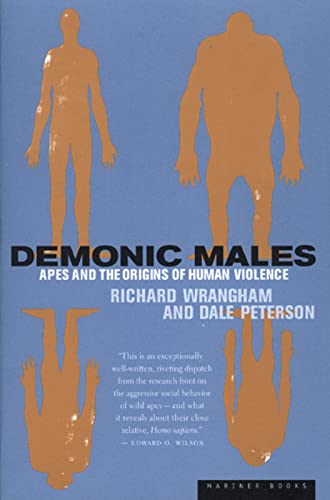 DEMONIC MALES
APES AND THE ORIGINS OF HUMAN VIOLENCE
RICHARD WRANGHAM
AND DALE PETERSON
"This is an exceptionally
well-written, riveting dispatch
from the research front on
the aggressive social behavior
of wild apes — and what
it reveals about their close
relative, Homo sapiens."
— EDWARD O. WILSON
MARINER BOOKS